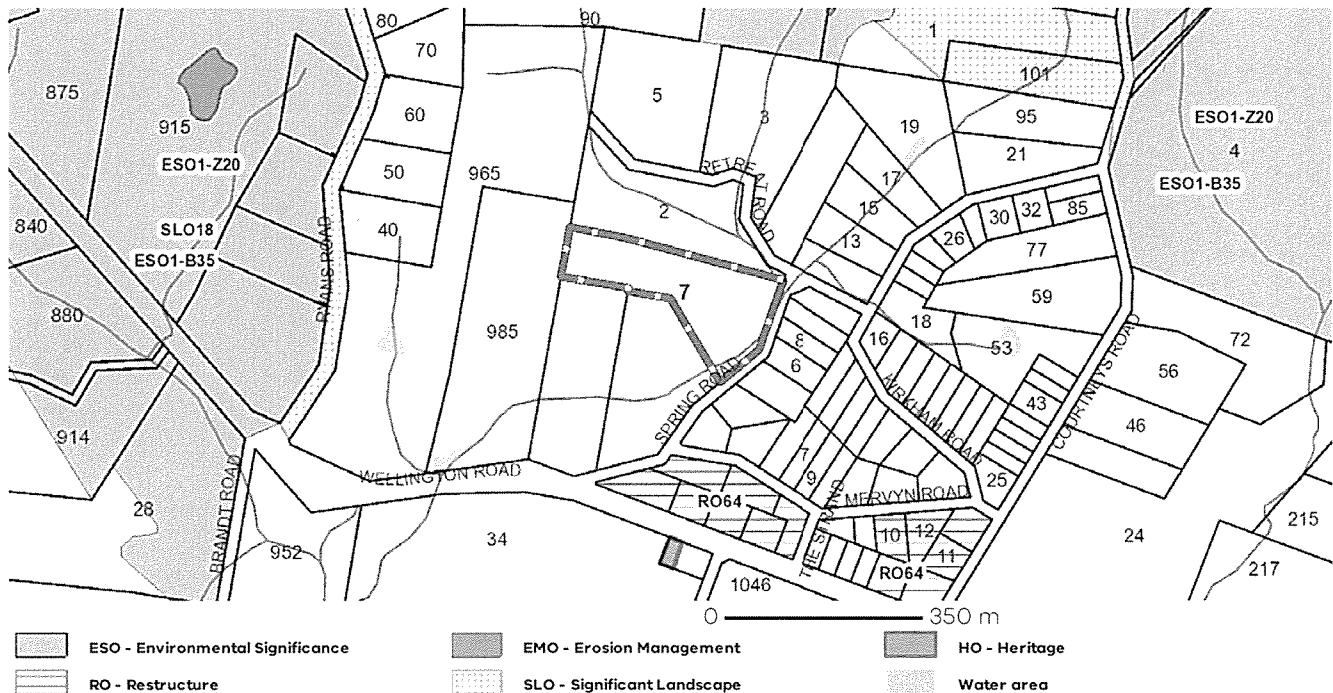 80
90
1
70
101
875
5
3
60
19
95
915
ESO1-Z20
21
ESO1-Z20
4
50
965
RETREAT ROAD
17
ESO1-B35
2
15
30
32
85
840
SLO18
40
13
26
77
ESO1-B35
RYANS ROAD
7
59
880
985
18
72
8
16
53
6
56
SPRING ROAD
AVRKHAM ROAD
COURTNEYS ROAD
43
46
914
7
25
WELLINGTON ROAD
9
MERVYN ROAD
28
BRANDT ROAD
RO64
THE STRAND
215
952
34
10
12
24
11
217
1046
RO64
0 350 m
ESO - Environmental Significance
EMO - Erosion Management
HO - Heritage
RO - Restructure
SLO - Significant Landscape
Water area